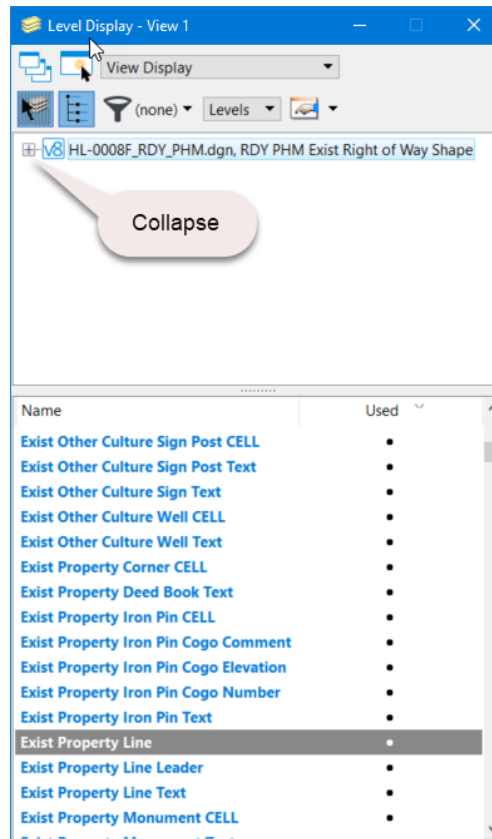 Level Display - View 1
View Display
(none) Levels
V8 HL-0008F_RDY_PHM.dgn, RDY PHM Exist Right of Way Shape
Collapse
Name Used
Exist Other Culture Sign Post CELL
Exist Other Culture Sign Post Text
Exist Other Culture Sign Text
Exist Other Culture Well CELL
Exist Other Culture Well Text
Exist Property Corner CELL
Exist Property Deed Book Text
Exist Property Iron Pin CELL
Exist Property Iron Pin Cogo Comment
Exist Property Iron Pin Cogo Elevation
Exist Property Iron Pin Cogo Number
Exist Property Iron Pin Text
Exist Property Line
Exist Property Line Leader
Exist Property Line Text
Exist Property Monument CELL